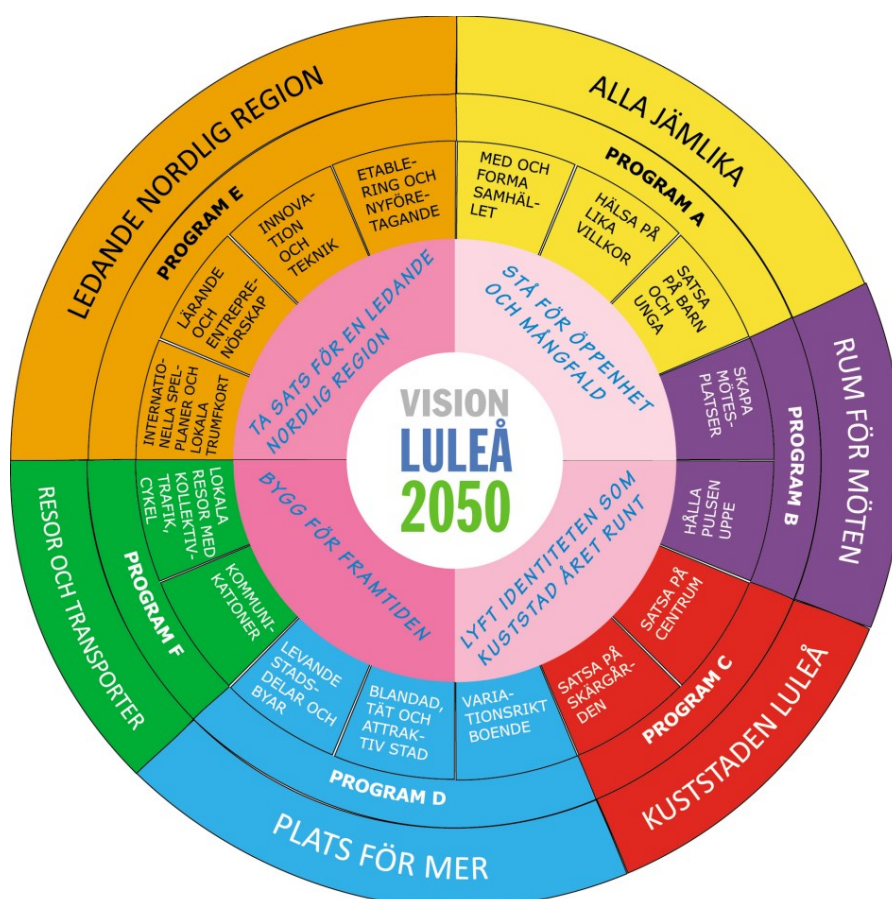 VISION
LULEÅ
2050
STÅ FÖR ÖPPENHET
OCH MÅNGFALD
LYFT IDENTITETEN SOM
KUSTSTAD ÅRET RUNT
BYGG FÖR FRAMTIDEN
TA SATS FÖR EN LEDANDE
NORDLIG REGION
ALLA JÄMLIKA
PROGRAM A
MED OCH
FORMA
SAMHÄL-
LET
HÄLSA PÅ
LIKA
VILLKOR
SATSA
PÅ BARN
OCH
UNGA
RUM FÖR MÖTEN
PROGRAM B
SKAPA
MÖTES-
PLATSER
HÅLLA
PULSEN
UPPE
KUSTSTADEN LULEÅ
PROGRAM C
SATSA PÅ
CENTRUM
SATSA PÅ
SKÄRGÅR-
DEN
PLATS FÖR MER
PROGRAM D
VARIA-
TIONSRIKT
BOENDE
BLANDAD,
TÄT OCH
ATTRAK-
TIV STAD
LEVANDE
STADS-
DELAR OCH
BYAR
RESOR OCH TRANSPORTER
PROGRAM F
KOMMUNI-
KATIONER
LOKALA
RESOR MED
KOLLEKTIV-
TRAFIK,
CYKEL
LEDANDE NORDLIG REGION
PROGRAM E
INTERNATIO-
NELLA SPEL-
PLANER OCH
LOKALA
TRUMFKORT
LÄRANDE
OCH
ENTREPRE-
NÖRSKAP
INNOVA-
TION
OCH
TEKNIK
ETABLE-
RING OCH
NYFÖRE-
TAGANDE